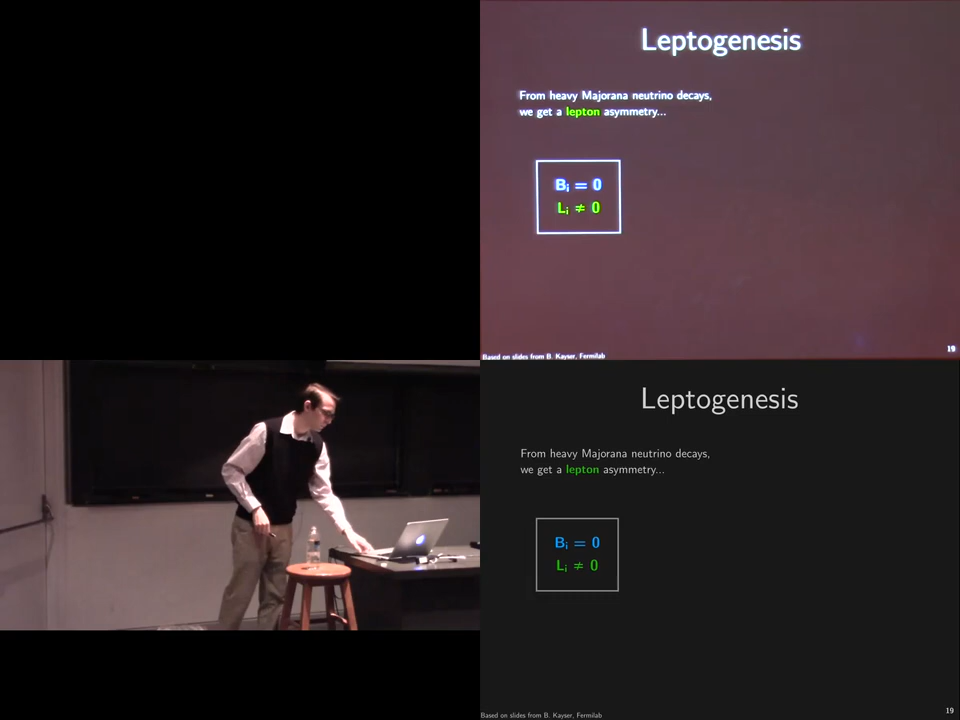 Leptogenesis
From heavy Majorana neutrino decays,
we get a lepton asymmetry...
Bᵢ = 0
Lᵢ ≠ 0
Based on slides from B. Kayser, Fermilab
19
Leptogenesis
From heavy Majorana neutrino decays,
we get a lepton asymmetry...
Bᵢ = 0
Lᵢ ≠ 0
Based on slides from B. Kayser, Fermilab
19